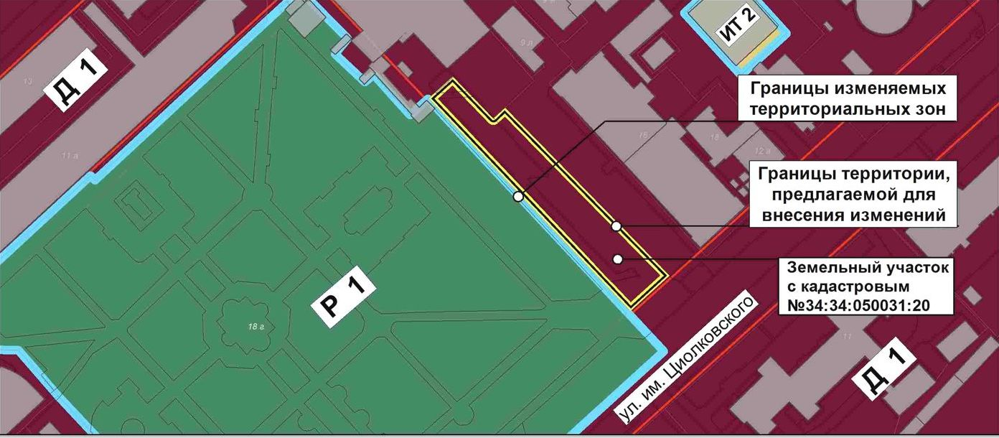 ИТ 2
9 л
13
Д 1
Границы изменяемых
территориальных зон
16
18
12 а
11 а
Границы территории,
предлагаемой для
внесения изменений
Земельный участок
с кадастровым
№34:34:050031:20
Р 1
18 г
ул. им. Циолковского
11
Д 1